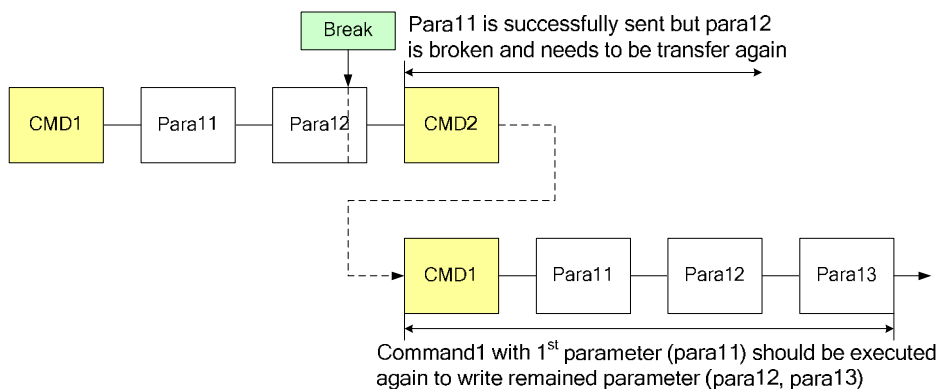 Break
Para11 is successfully sent but para12
is broken and needs to be transfer again
CMD1
Para11
Para12
CMD2
CMD1
Para11
Para12
Para13
Command1 with 1st parameter (para11) should be executed
again to write remained parameter (para12, para13)